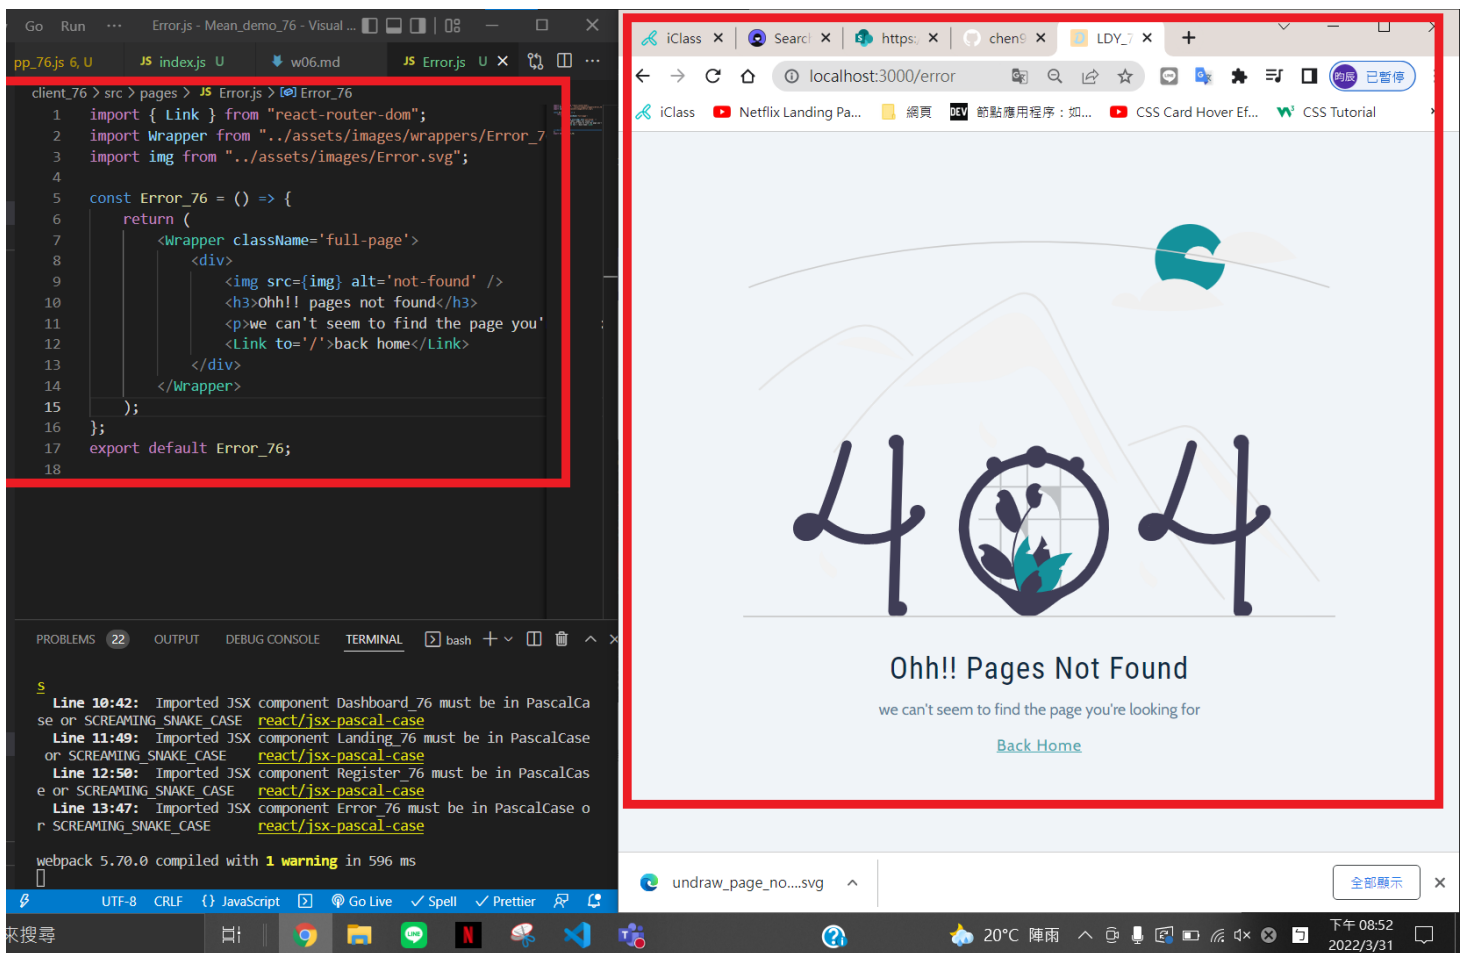 Go Run ··· Error.js - Mean_demo_76 - Visual ...
pp_76.js 6, U JS index.js U w06.md JS Error.js U
client_76 > src > pages > JS Error.js > Error_76
1 import { Link } from "react-router-dom";
2 import Wrapper from "../assets/images/wrappers/Error_7
3 import img from "../assets/images/Error.svg";
4
5 const Error_76 = () => {
6 return (
7 <Wrapper className='full-page'>
8 <div>
9 <img src={img} alt='not-found' />
10 <h3>Ohh!! pages not found</h3>
11 <p>we can't seem to find the page you'
12 <Link to='/'>back home</Link>
13 </div>
14 </Wrapper>
15 );
16 };
17 export default Error_76;
18
PROBLEMS 22 OUTPUT DEBUG CONSOLE TERMINAL bash
s
Line 10:42: Imported JSX component Dashboard_76 must be in PascalCa
se or SCREAMING_SNAKE_CASE react/jsx-pascal-case
Line 11:49: Imported JSX component Landing_76 must be in PascalCase
or SCREAMING_SNAKE_CASE react/jsx-pascal-case
Line 12:50: Imported JSX component Register_76 must be in PascalCas
e or SCREAMING_SNAKE_CASE react/jsx-pascal-case
Line 13:47: Imported JSX component Error_76 must be in PascalCase o
r SCREAMING_SNAKE_CASE react/jsx-pascal-case
webpack 5.70.0 compiled with 1 warning in 596 ms
UTF-8 CRLF {} JavaScript Go Live Spell Prettier
iClass Search https: chen9 LDY_7
localhost:3000/error 昀辰 已暫停
iClass Netflix Landing Pa... 網頁 DEV 節點應用程序：如... CSS Card Hover Ef... CSS Tutorial
404
Ohh!! Pages Not Found
we can't seem to find the page you're looking for
Back Home
undraw_page_no....svg 全部顯示
來搜尋 LINE N 20°C 陣雨 ㄅ 下午 08:52
2022/3/31